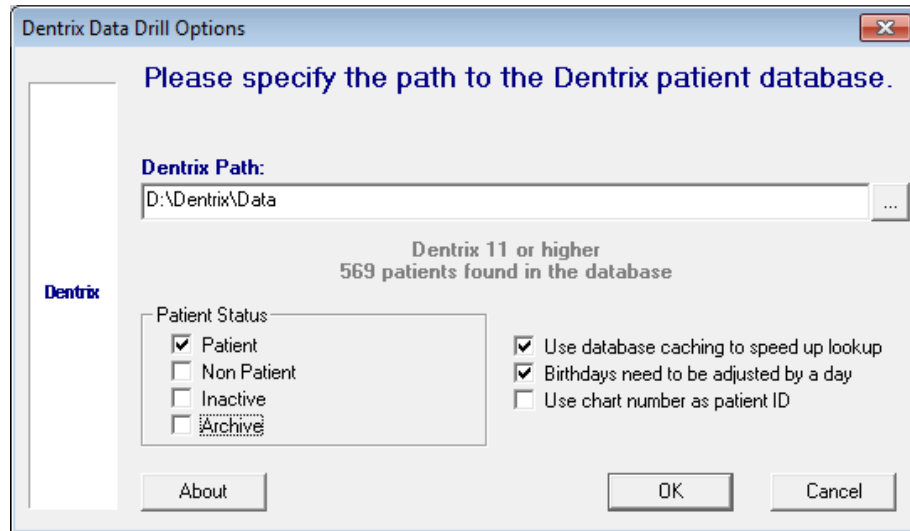 Dentrix Data Drill Options
Please specify the path to the Dentrix patient database.
Dentrix Path:
D:\Dentrix\Data
...
Dentrix 11 or higher
569 patients found in the database
Dentrix
Patient Status
Patient
Non Patient
Inactive
Archive
Use database caching to speed up lookup
Birthdays need to be adjusted by a day
Use chart number as patient ID
About
OK
Cancel